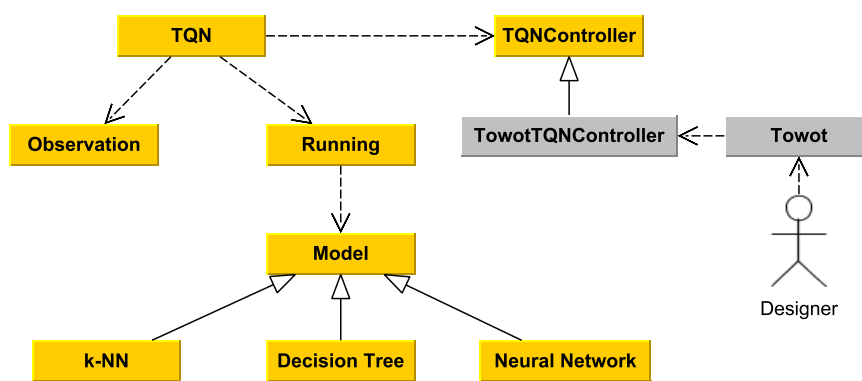 TQN
TQNController
Observation
Running
TowotTQNController
Towot
Model
Designer
k-NN
Decision Tree
Neural Network